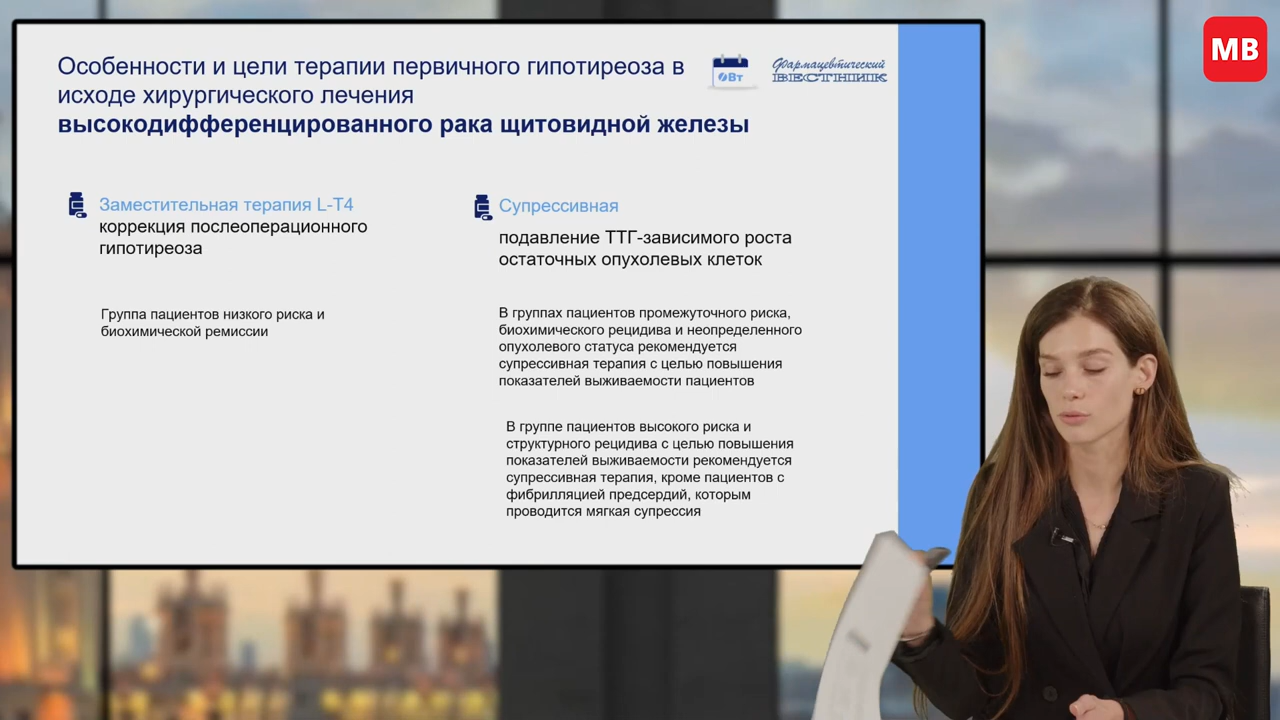 Особенности и цели терапии первичного гипотиреоза в
исходе хирургического лечения
высокодифференцированного рака щитовидной железы
Вт
Фармацевтический
ВЕСТНИК
МВ
Заместительная терапия L-T4
коррекция послеоперационного
гипотиреоза
Группа пациентов низкого риска и
биохимической ремиссии
Супрессивная
подавление ТТГ-зависимого роста
остаточных опухолевых клеток
В группах пациентов промежуточного риска,
биохимического рецидива и неопределенного
опухолевого статуса рекомендуется
супрессивная терапия с целью повышения
показателей выживаемости пациентов
В группе пациентов высокого риска и
структурного рецидива с целью повышения
показателей выживаемости рекомендуется
супрессивная терапия, кроме пациентов с
фибрилляцией предсердий, которым
проводится мягкая супрессия